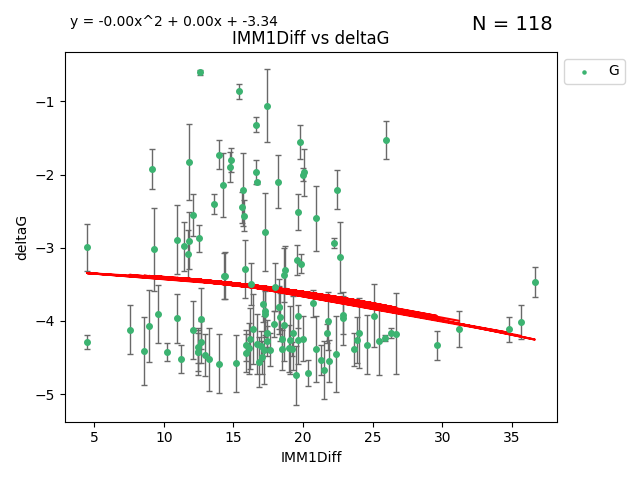 y = -0.00x^2 + 0.00x + -3.34
N = 118
IMM1Diff vs deltaG
G
deltaG
−1
−2
−3
−4
−5
5 10 15 20 25 30 35
IMM1Diff